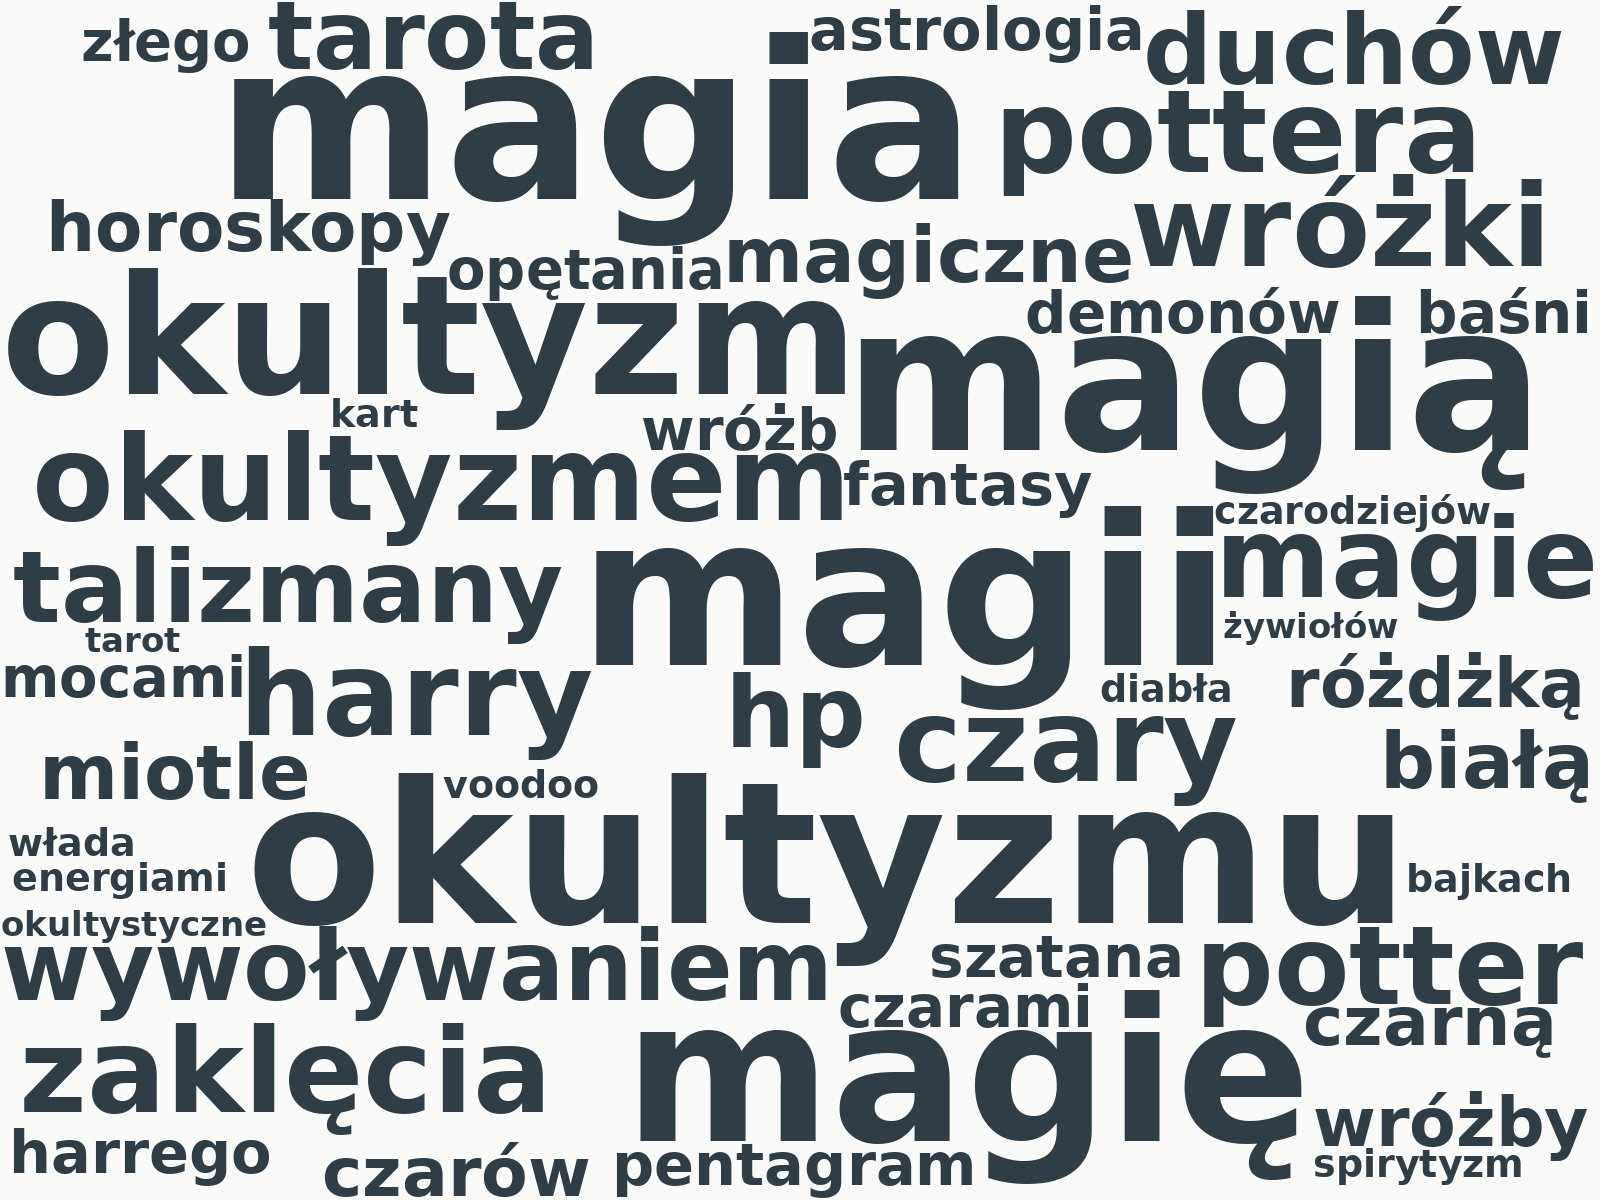 złego tarota astrologia duchów
magia pottera
horoskopy opętania magiczne wróżki
okultyzm demonów baśni
magią
kart wróżb
okultyzmem fantasy
czarodziejów
talizmany magii magie
tarot żywiołów
mocami harry hp diabła różdżką
czary
miotle voodoo białą
włada okultyzmu
energiami bajkach
okultystyczne
wywoływaniem szatana potter
czarami czarną
zaklęcia magię
harrego wróżby
czarów pentagram spirytyzm